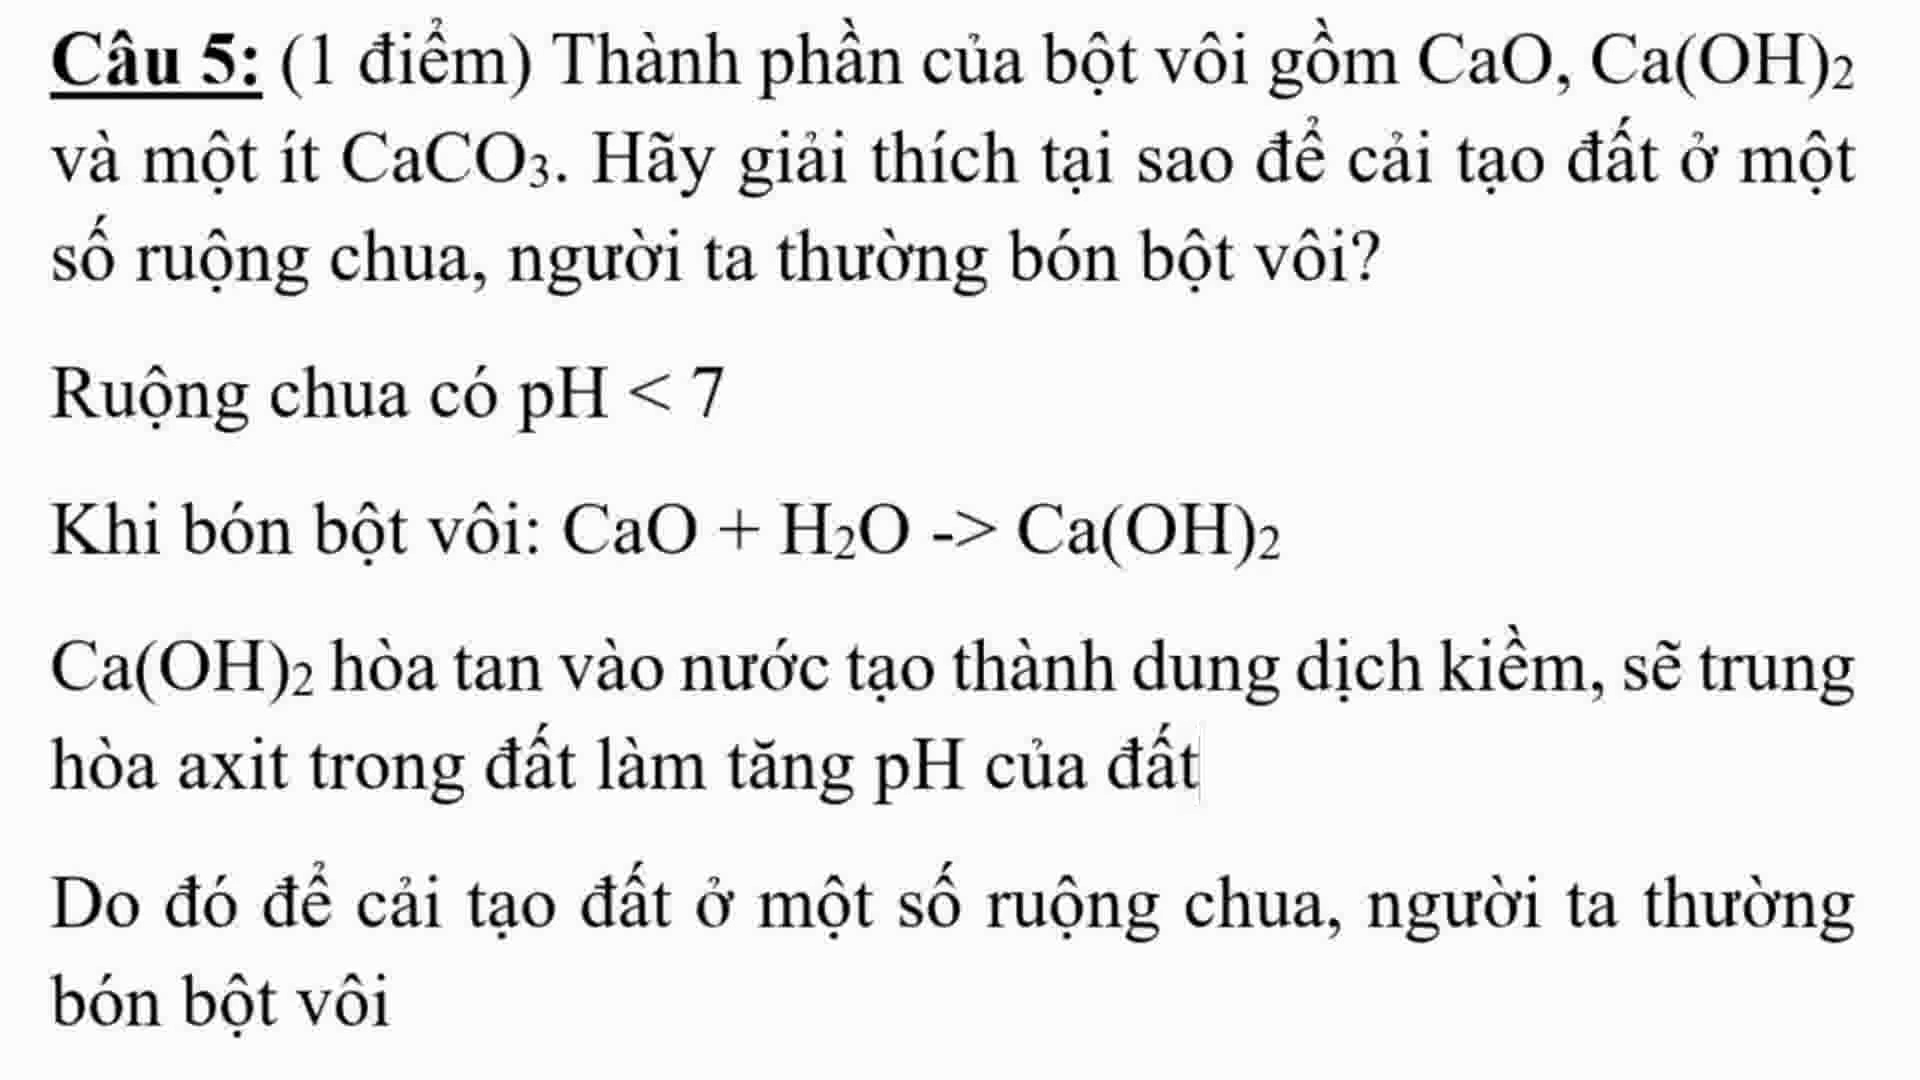 Câu 5: (1 điểm) Thành phần của bột vôi gồm CaO, Ca(OH)₂
và một ít CaCO₃. Hãy giải thích tại sao để cải tạo đất ở một
số ruộng chua, người ta thường bón bột vôi?
Ruộng chua có pH < 7
Khi bón bột vôi: CaO + H₂O -> Ca(OH)₂
Ca(OH)₂ hòa tan vào nước tạo thành dung dịch kiềm, sẽ trung
hòa axit trong đất làm tăng pH của đất
Do đó để cải tạo đất ở một số ruộng chua, người ta thường
bón bột vôi